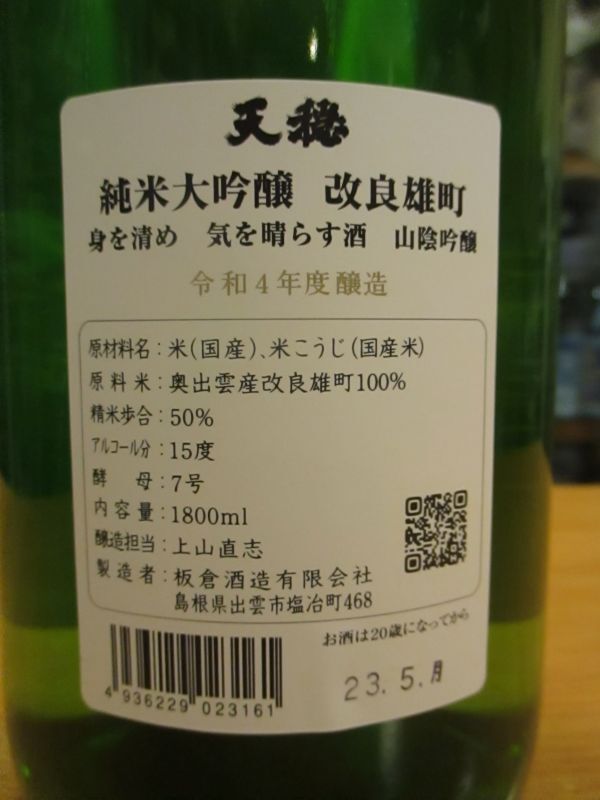 天穏
純米大吟醸 改良雄町
身を清め 気を晴らす酒 山陰吟醸
令和4年度醸造
原材料名：米(国産)、米こうじ(国産米)
原料米：奥出雲産改良雄町100%
精米歩合：50%
アルコール分：15度
酵母：7号
内容量：1800ml
醸造担当：上山直志
製造者：板倉酒造有限会社
島根県出雲市塩冶町468
お酒は20歳になってから
4 936229 023161
23.5.月